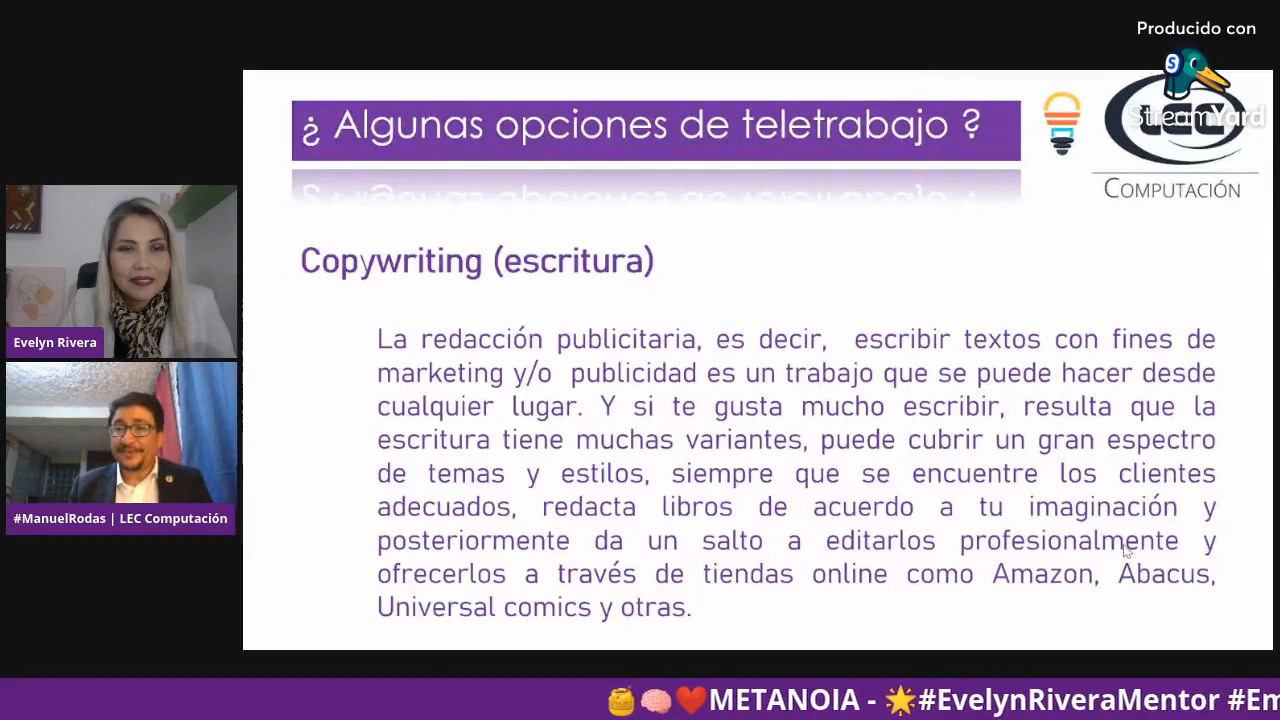 Producido con
StreamYard
¿ Algunas opciones de teletrabajo ?
LEC
COMPUTACIÓN
Copywriting (escritura)
La redacción publicitaria, es decir, escribir textos con fines de
marketing y/o publicidad es un trabajo que se puede hacer desde
cualquier lugar. Y si te gusta mucho escribir, resulta que la
escritura tiene muchas variantes, puede cubrir un gran espectro
de temas y estilos, siempre que se encuentre los clientes
adecuados, redacta libros de acuerdo a tu imaginación y
posteriormente da un salto a editarlos profesionalmente y
ofrecerlos a través de tiendas online como Amazon, Abacus,
Universal comics y otras.
Evelyn Rivera
#ManuelRodas | LEC Computación
🍯🧠❤️METANOIA - 🌟#EvelynRiveraMentor #Em